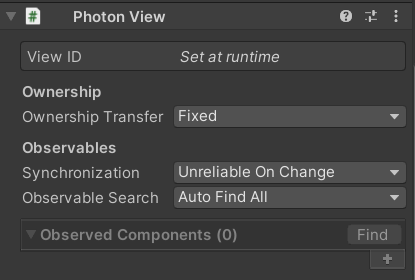 Photon View
View ID Set at runtime
Ownership
Ownership Transfer Fixed
Observables
Synchronization Unreliable On Change
Observable Search Auto Find All
Observed Components (0) Find